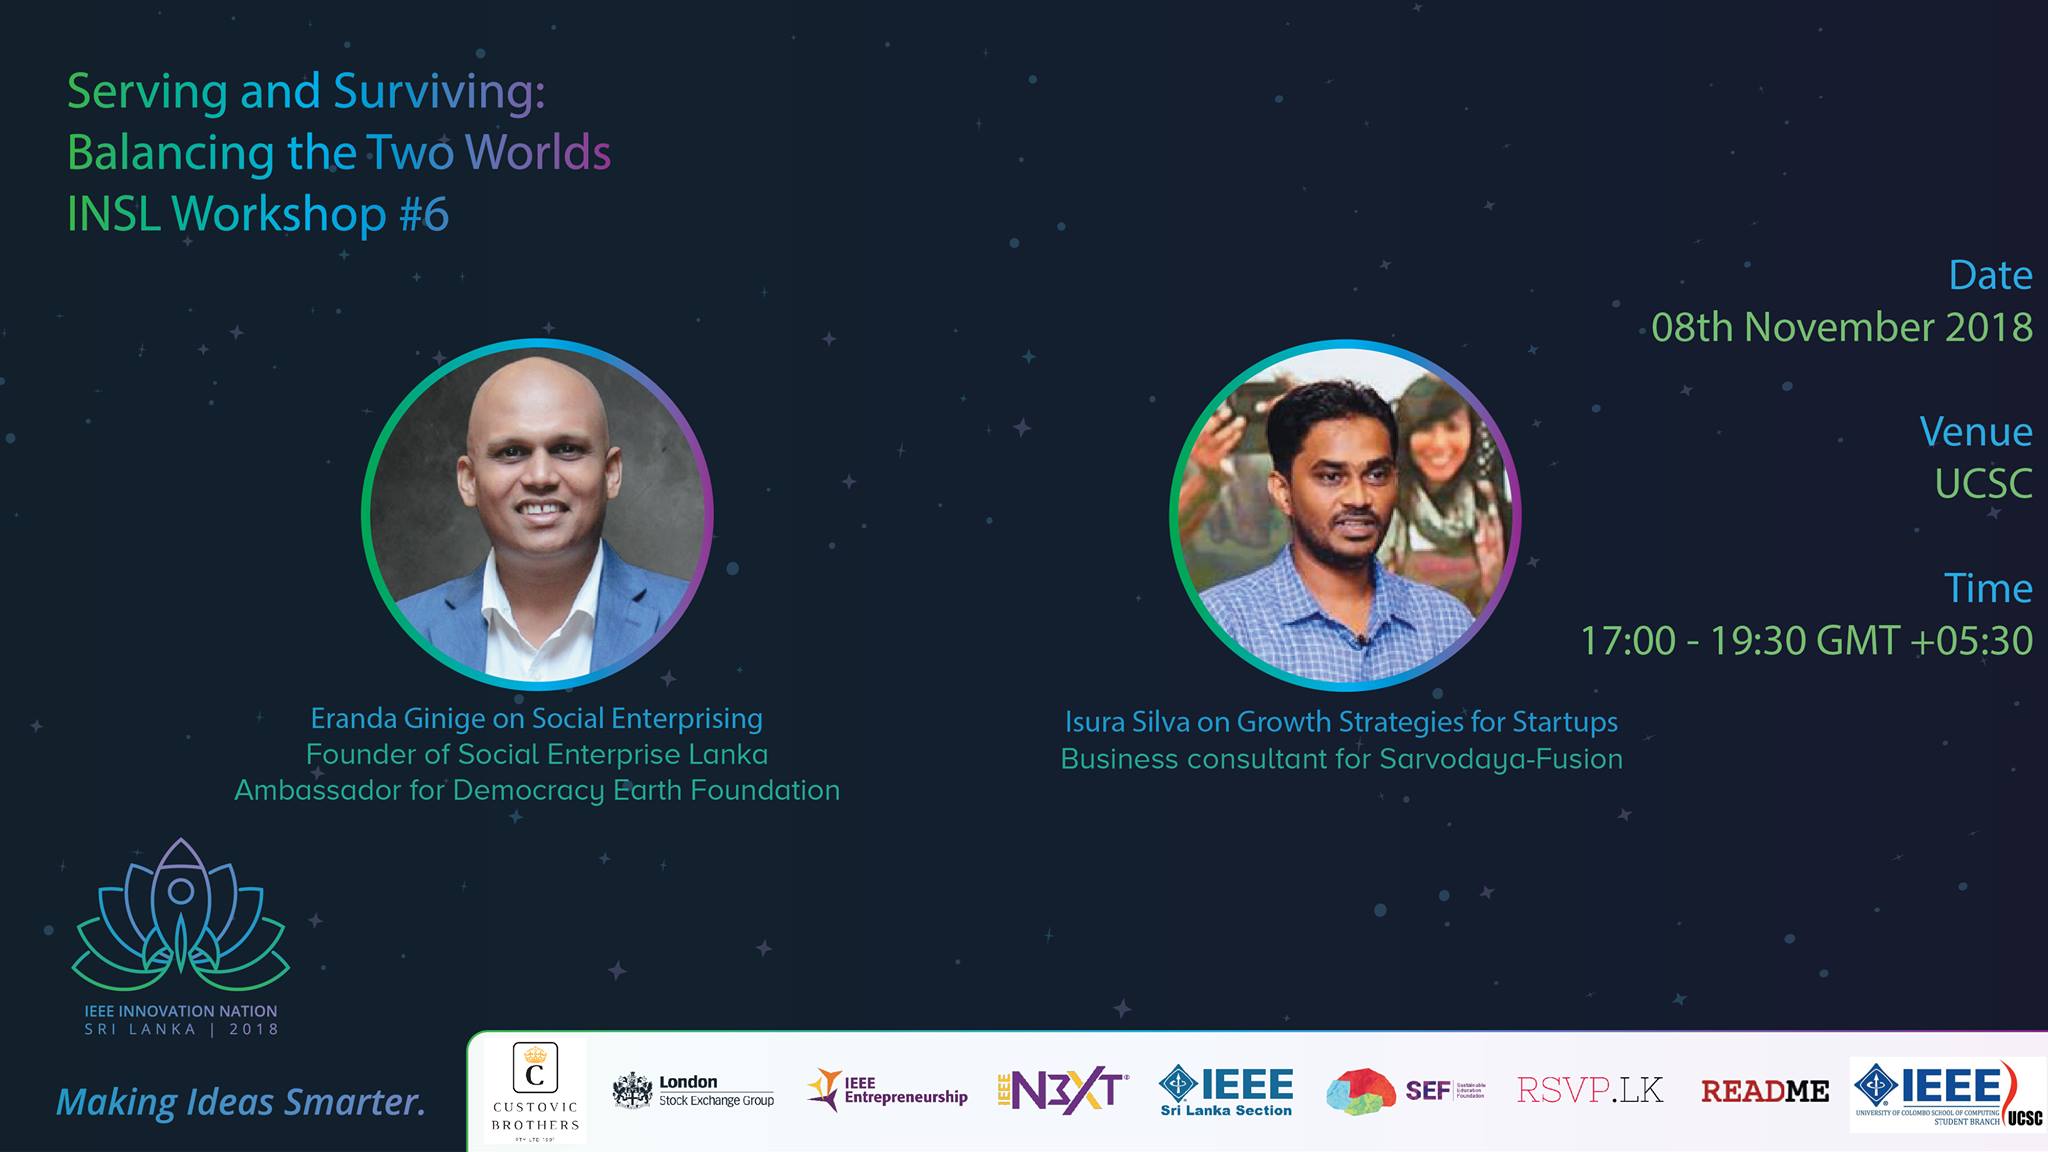 Serving and Surviving:
Balancing the Two Worlds
INSL Workshop #6
Date
08th November 2018
Venue
UCSC
Time
17:00 - 19:30 GMT +05:30
Eranda Ginige on Social Enterprising
Founder of Social Enterprise Lanka
Ambassador for Democracy Earth Foundation
Isura Silva on Growth Strategies for Startups
Business consultant for Sarvodaya-Fusion
IEEE INNOVATION NATION
SRI LANKA | 2018
Making Ideas Smarter.
C
CUSTOVIC
BROTHERS
London
Stock Exchange Group
IEEE
Entrepreneurship
IEEE N3XT
IEEE
Sri Lanka Section
SEF
Sustainable
Education
Foundation
RSVP.LK
README
IEEE
UNIVERSITY OF COLOMBO SCHOOL OF COMPUTING
STUDENT BRANCH
UCSC